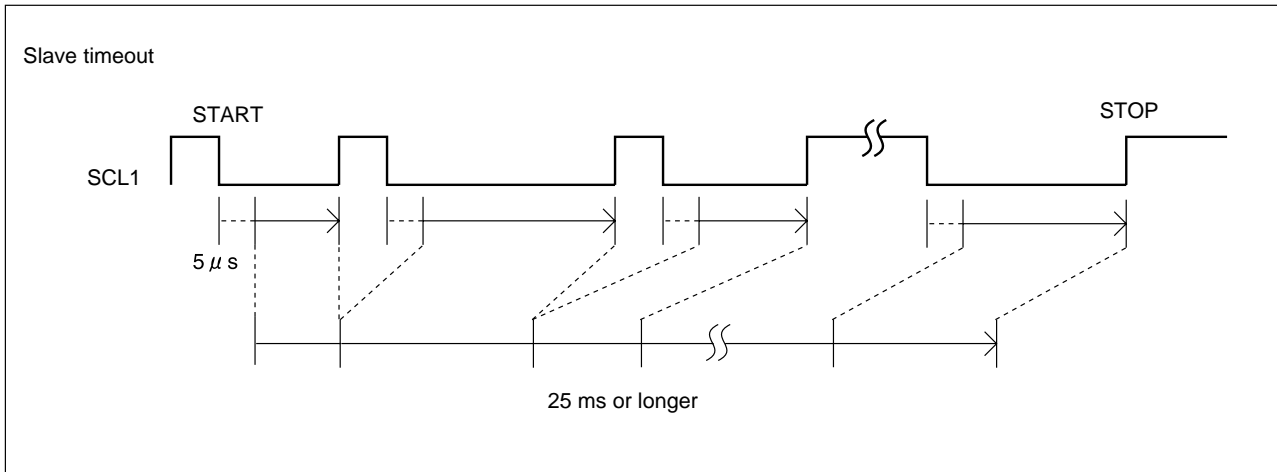 Slave timeout
START
STOP
SCL1
5 μ s
25 ms or longer